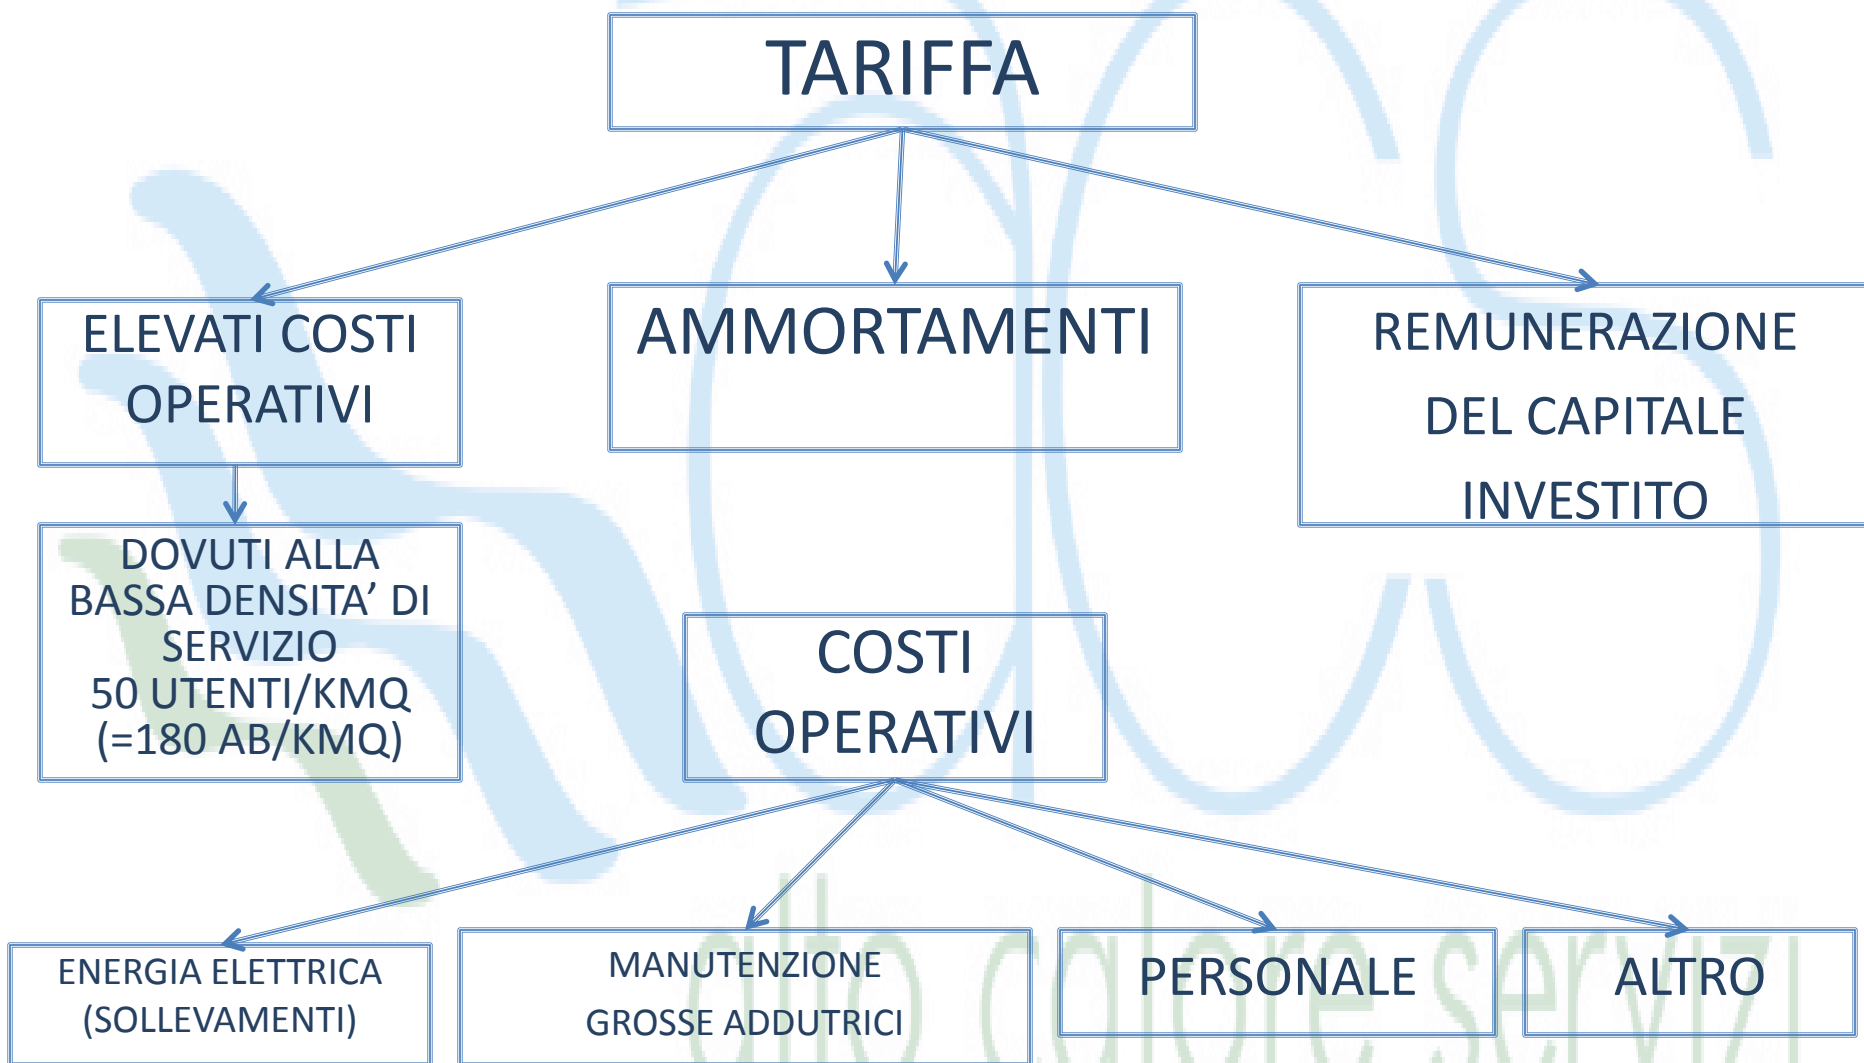 TARIFFA
ELEVATI COSTI
OPERATIVI
AMMORTAMENTI
REMUNERAZIONE
DEL CAPITALE
INVESTITO
DOVUTI ALLA
BASSA DENSITA’ DI
SERVIZIO
50 UTENTI/KMQ
(=180 AB/KMQ)
COSTI
OPERATIVI
ENERGIA ELETTRICA
(SOLLEVAMENTI)
MANUTENZIONE
GROSSE ADDUTRICI
PERSONALE
ALTRO
alto calore servizi